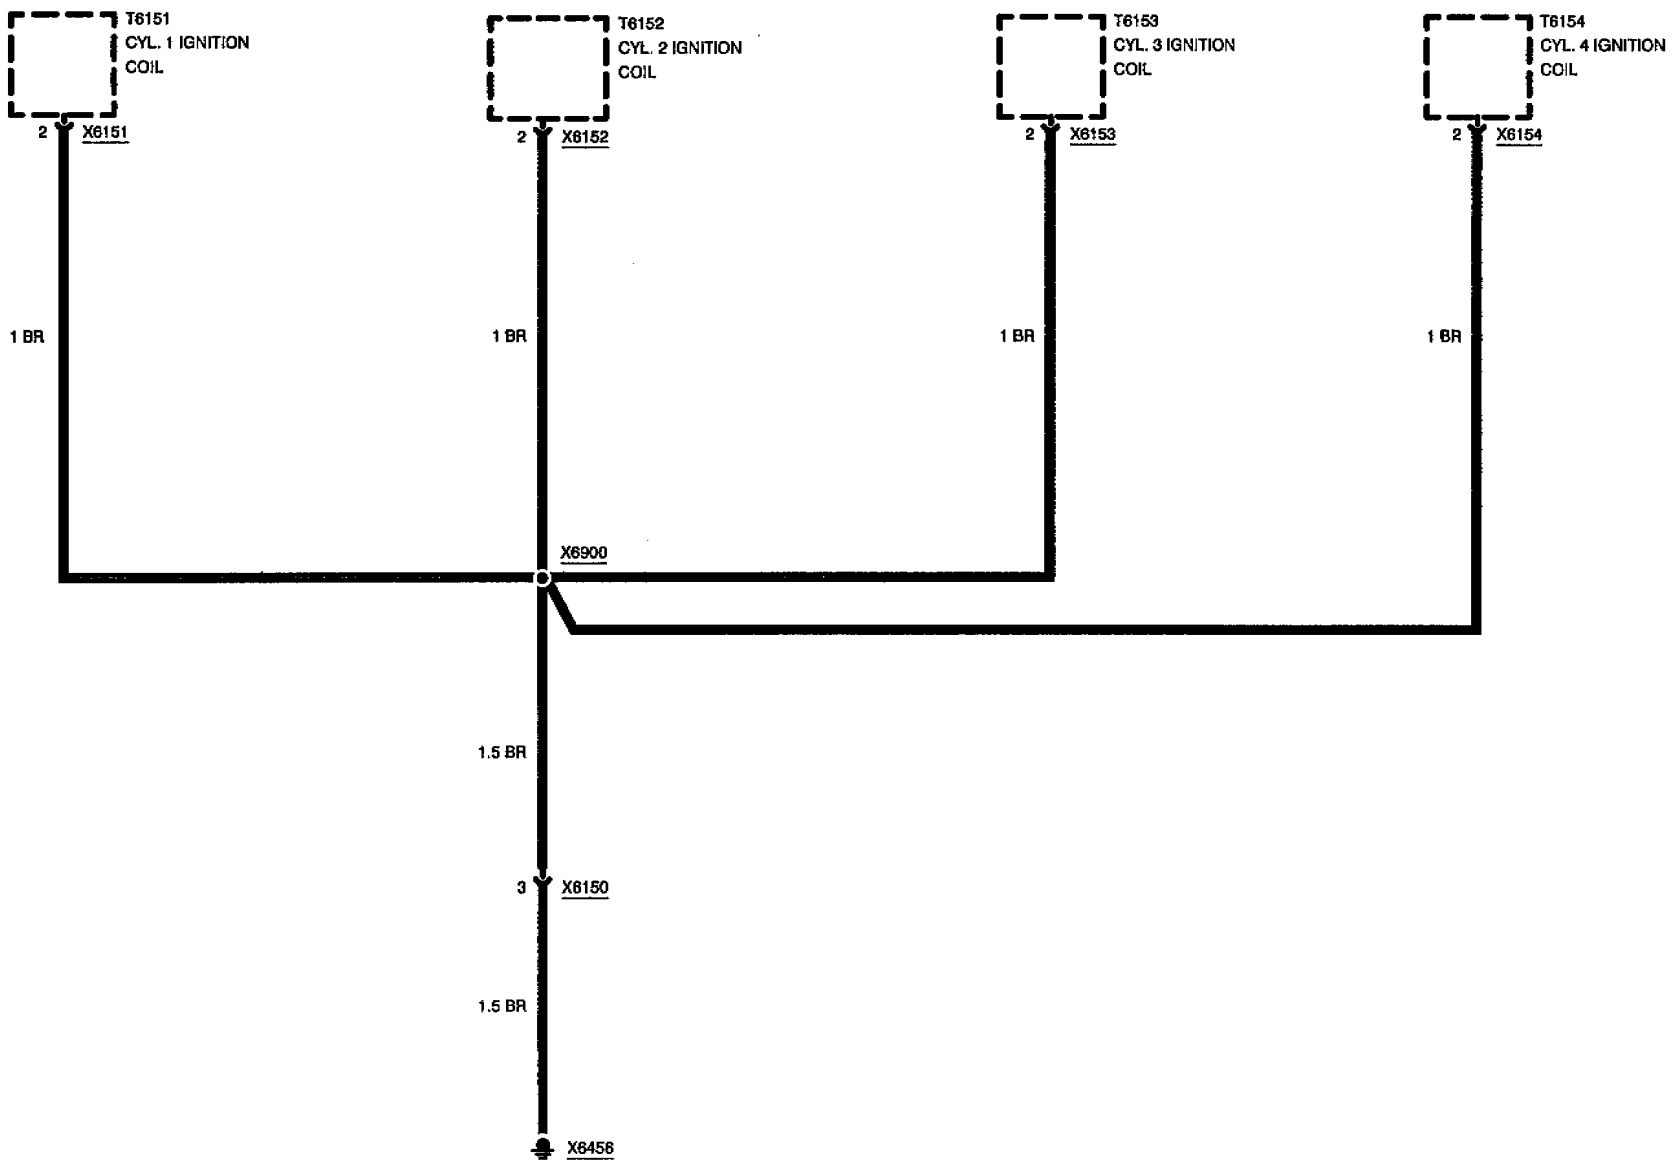 T6151
CYL. 1 IGNITION
COIL
T6152
CYL. 2 IGNITION
COIL
T6153
CYL. 3 IGNITION
COIL
T6154
CYL. 4 IGNITION
COIL
2 X6151
2 X6152
2 X6153
2 X6154
1 BR
1 BR
1 BR
1 BR
X6900
1.5 BR
3 X6150
1.5 BR
X6456